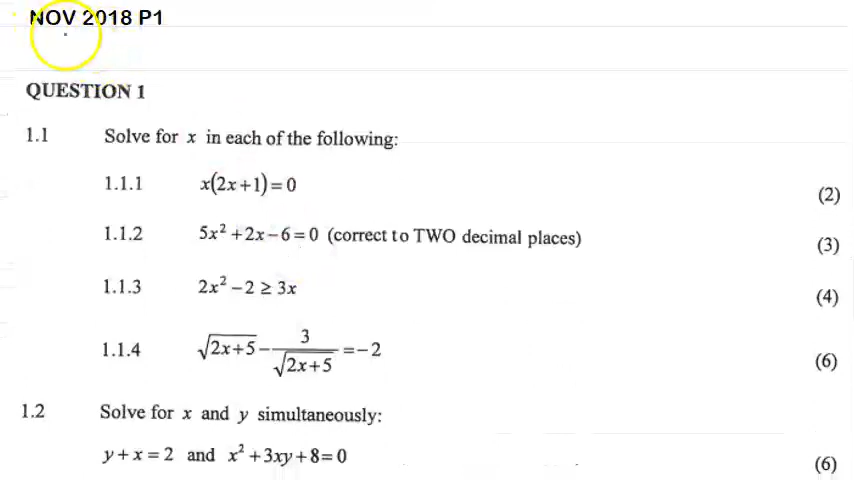 NOV 2018 P1
QUESTION 1
1.1 Solve for x in each of the following:
1.1.1 x(2x+1)=0 (2)
1.1.2 5x²+2x−6=0 (correct to TWO decimal places) (3)
1.1.3 2x²−2 ≥ 3x (4)
1.1.4 √(2x+5) − 3/√(2x+5) = −2 (6)
1.2 Solve for x and y simultaneously:
y+x=2 and x²+3xy+8=0 (6)